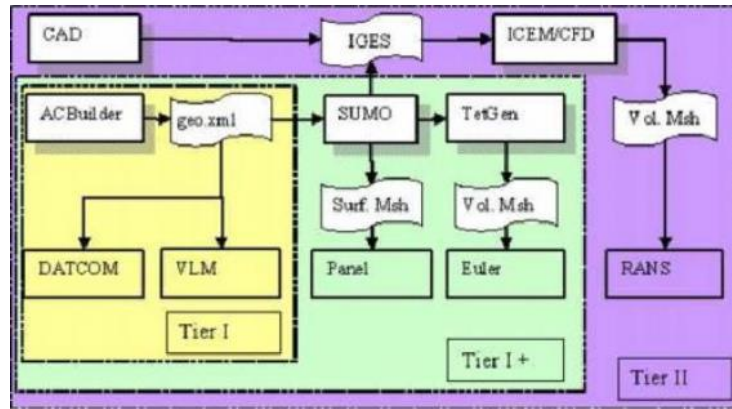 CAD
IGES
ICEM/CFD
ACBuilder
geo.xml
SUMO
TetGen
Vol. Msh
Surf. Msh
Vol. Msh
DATCOM
VLM
Panel
Euler
RANS
Tier I
Tier I +
Tier II